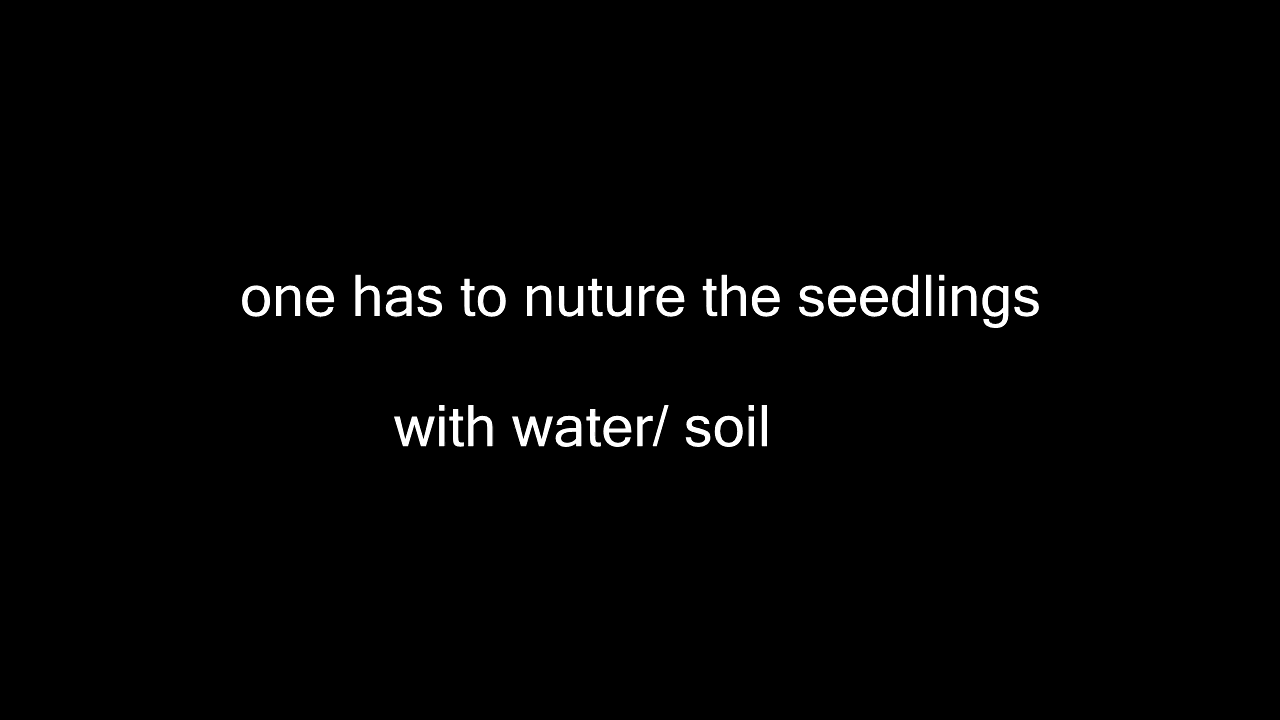 one has to nuture the seedlings
with water/ soil